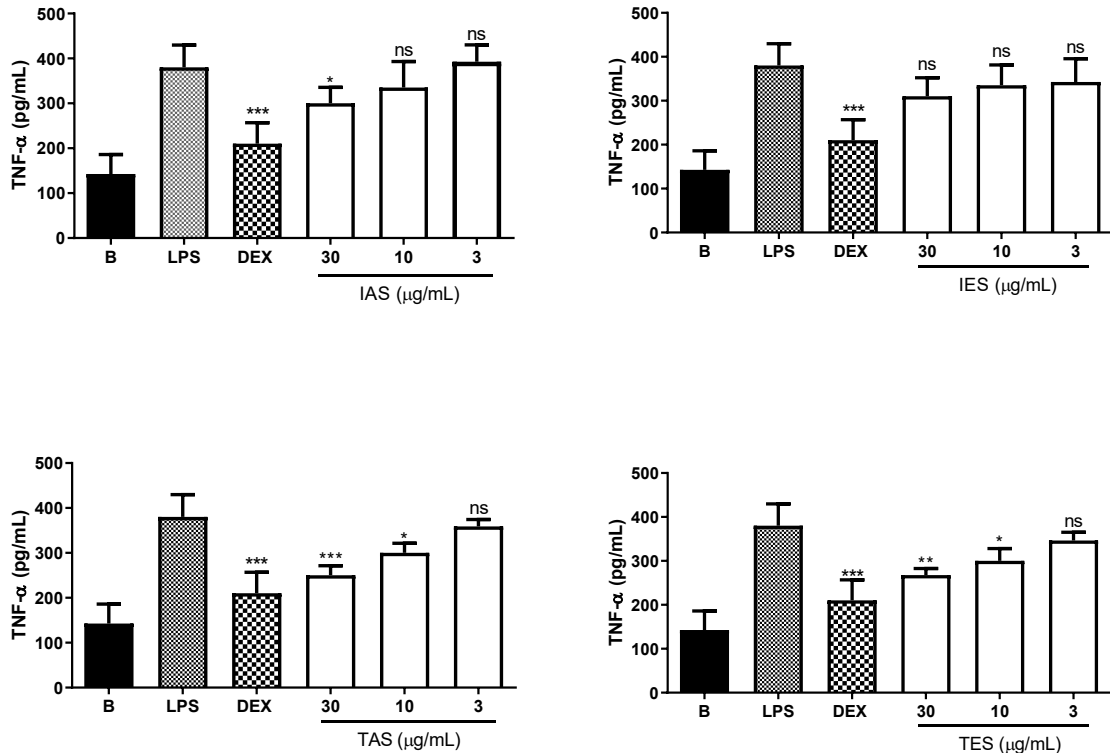 TNF-α (pg/mL)
500
400
300
200
100
0
***
*
ns
ns
B LPS DEX 30 10 3
IAS (μg/mL)
TNF-α (pg/mL)
500
400
300
200
100
0
***
ns
ns
ns
B LPS DEX 30 10 3
IES (μg/mL)
TNF-α (pg/mL)
500
400
300
200
100
0
***
***
*
ns
B LPS DEX 30 10 3
TAS (μg/mL)
TNF-α (pg/mL)
500
400
300
200
100
0
***
**
*
ns
B LPS DEX 30 10 3
TES (μg/mL)